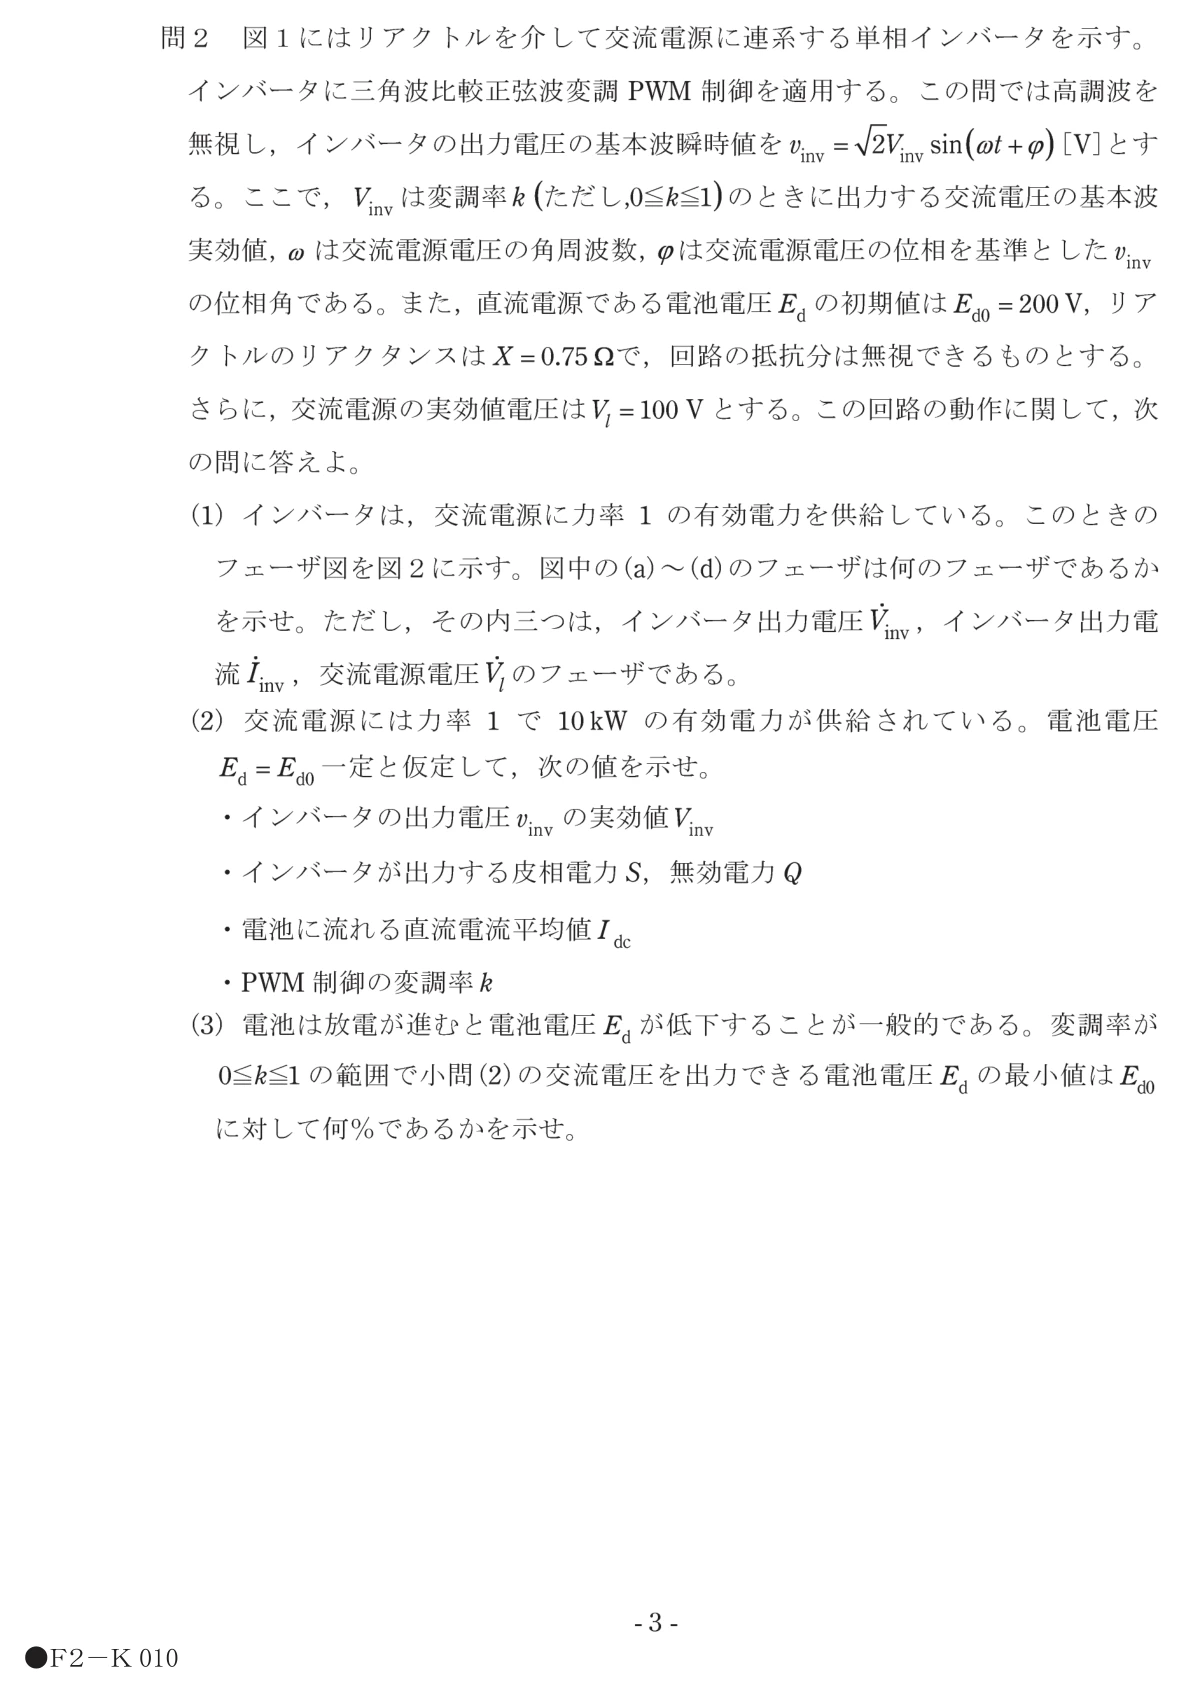 問2 図1にはリアクトルを介して交流電源に連系する単相インバータを示す。
インバータに三角波比較正弦波変調 PWM 制御を適用する。この問では高調波を
無視し，インバータの出力電圧の基本波瞬時値を v_inv = √2V_inv sin(ωt + φ) [V] とす
る。ここで， V_inv は変調率 k (ただし,0≦k≦1) のときに出力する交流電圧の基本波
実効値, ω は交流電源電圧の角周波数, φ は交流電源電圧の位相を基準とした v_inv
の位相角である。また，直流電源である電池電圧 E_d の初期値は E_d0 = 200 V，リア
クトルのリアクタンスは X = 0.75 Ω で，回路の抵抗分は無視できるものとする。
さらに，交流電源の実効値電圧は V_l = 100 V とする。この回路の動作に関して，次
の問に答えよ。
(1) インバータは，交流電源に力率 1 の有効電力を供給している。このときの
フェーザ図を図2に示す。図中の(a)～(d)のフェーザは何のフェーザであるか
を示せ。ただし，その内三つは，インバータ出力電圧 V̇_inv ，インバータ出力電
流 İ_inv ，交流電源電圧 V̇_l のフェーザである。
(2) 交流電源には力率 1 で 10 kW の有効電力が供給されている。電池電圧
E_d = E_d0 一定と仮定して，次の値を示せ。
・インバータの出力電圧 v_inv の実効値 V_inv
・インバータが出力する皮相電力 S，無効電力 Q
・電池に流れる直流電流平均値 I_dc
・PWM 制御の変調率 k
(3) 電池は放電が進むと電池電圧 E_d が低下することが一般的である。変調率が
0≦k≦1 の範囲で小問(2)の交流電圧を出力できる電池電圧 E_d の最小値は E_d0
に対して何％であるかを示せ。
- 3 -
●F2－K 010